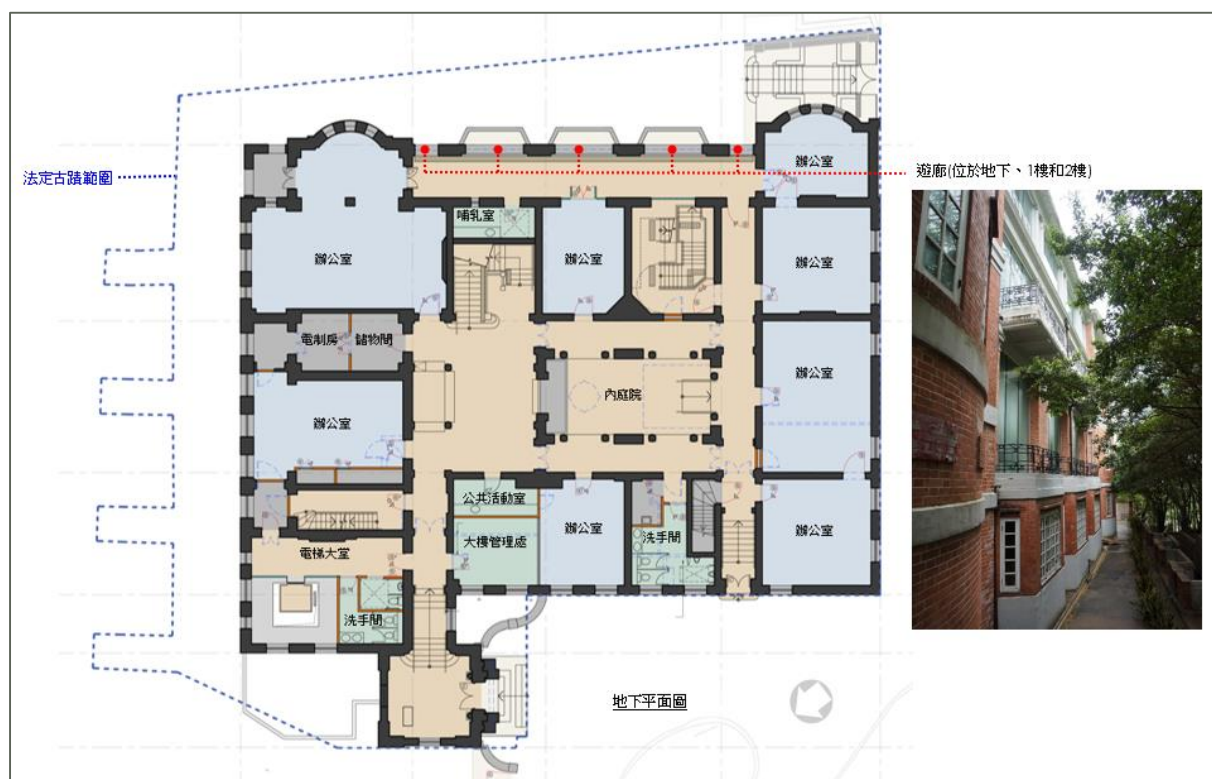 法定古蹟範圍
遊廊(位於地下、1樓和2樓)
辦公室
哺乳室
辦公室
辦公室
辦公室
電制房
儲物間
內庭院
辦公室
辦公室
公共活動室
大樓管理處
辦公室
洗手間
辦公室
電梯大堂
洗手間
地下平面圖